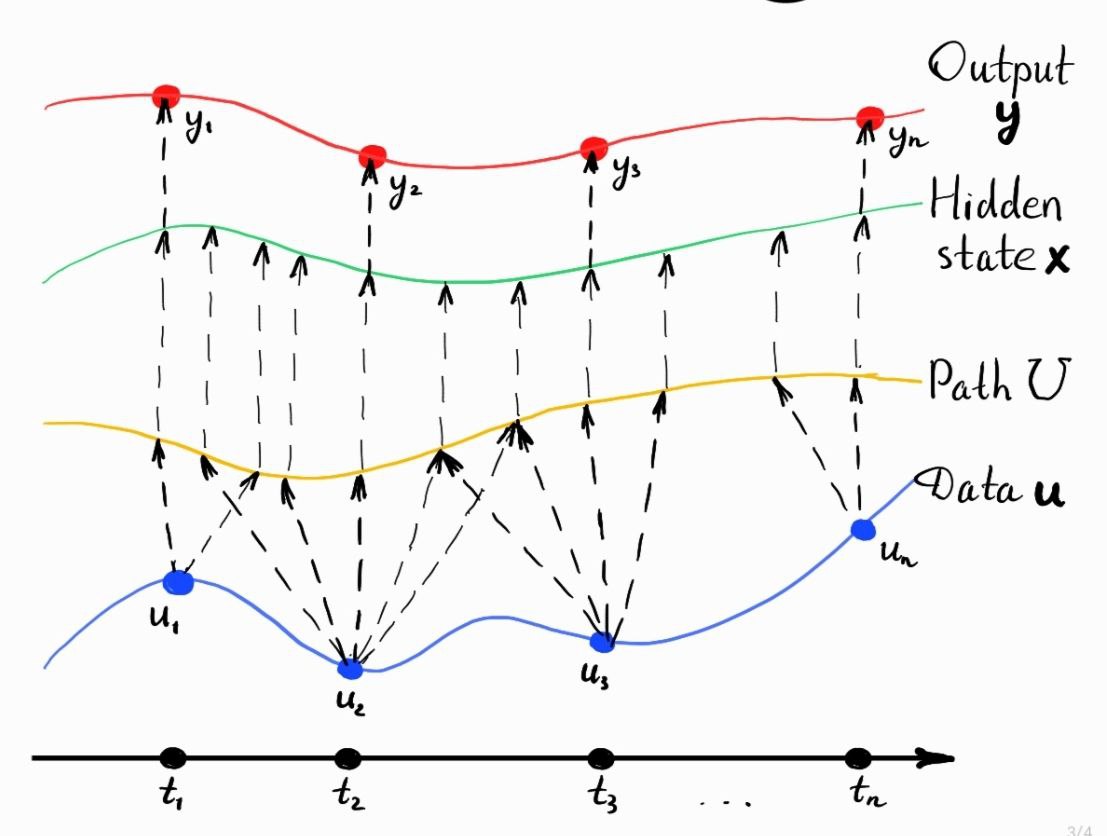 Output
y
y₁
y₂
y₃
yₙ
Hidden
state x
Path U
Data u
u₁
u₂
u₃
uₙ
t₁
t₂
t₃
...
tₙ
3/4